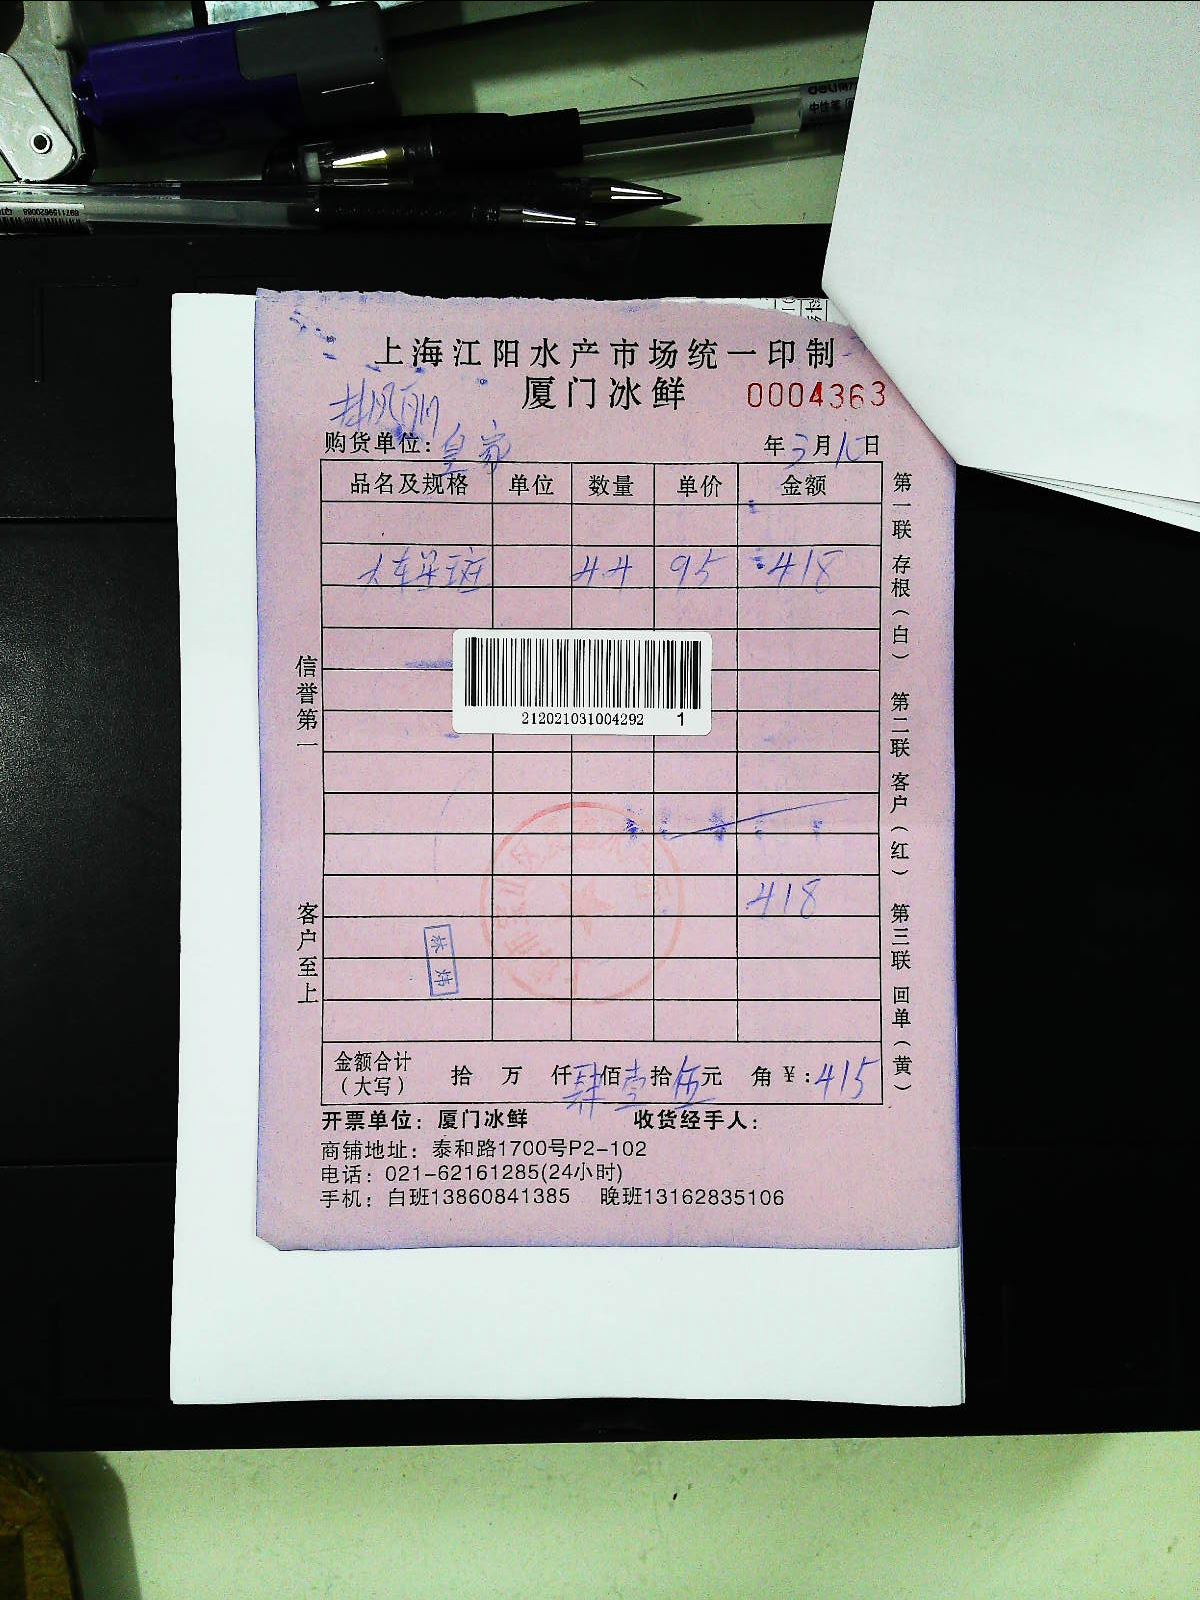 deli
上海江阳水产市场统一印制
厦门冰鲜 0004363
购货单位: 皇家 年3月15日
品名及规格 单位 数量 单价 金额
4.4 95 418
212021031004292 1
418
金额合计(大写) 拾 万 仟肆佰壹拾伍元 角 ¥:415
开票单位: 厦门冰鲜 收货经手人:
商铺地址: 泰和路1700号P2-102
电话: 021-62161285(24小时)
手机: 白班13860841385 晚班13162835106
信誉第一 客户至上
第一联 存根(白) 第二联 客户(红) 第三联 回单(黄)